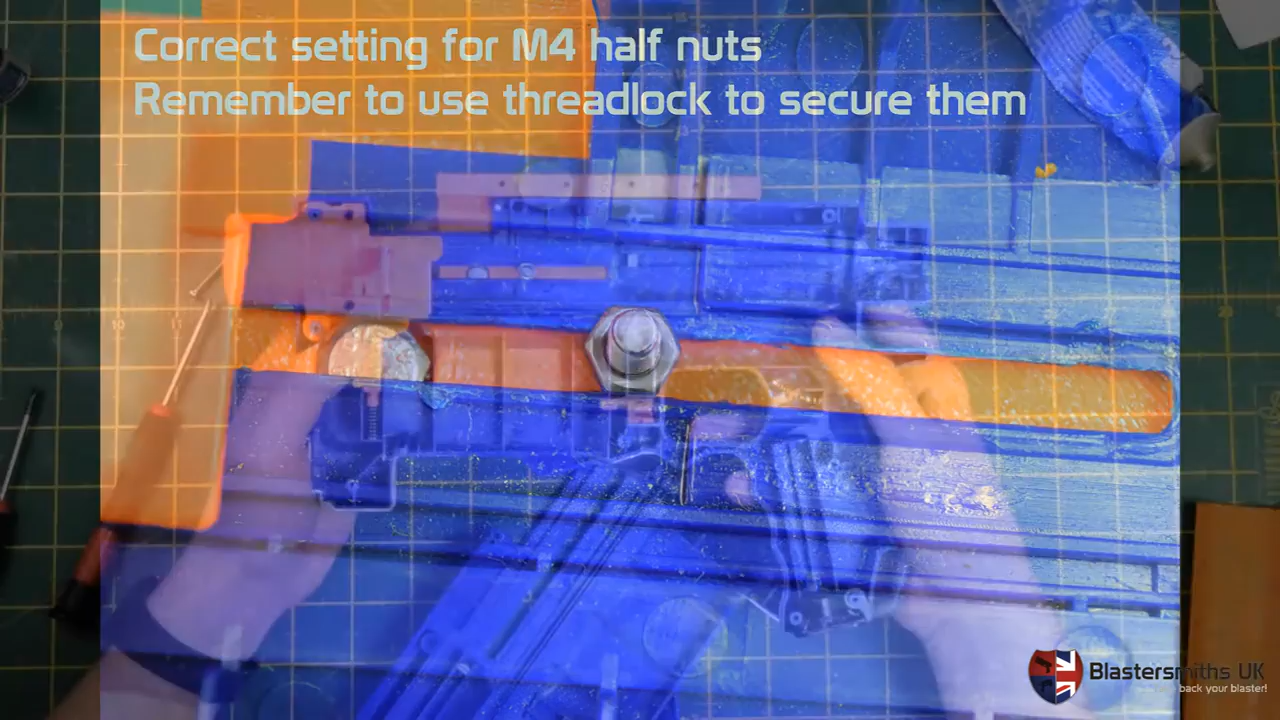 Correct setting for M4 half nuts
Remember to use threadlock to secure them
Blastersmiths UK
back your blaster!